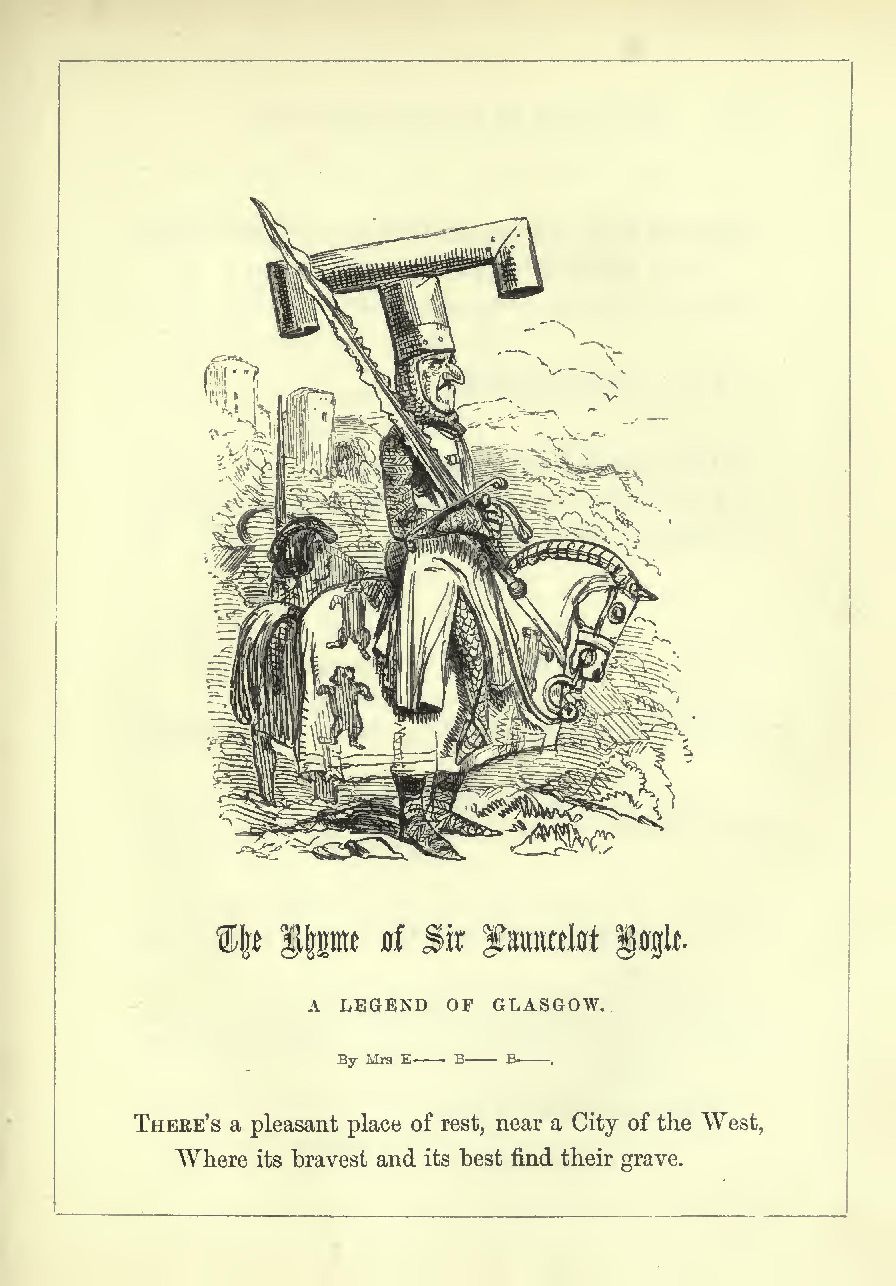 The Rhyme of Sir Launcelot Bogle.
A LEGEND OF GLASGOW.
By Mrs E—— B—— B——.
THERE'S a pleasant place of rest, near a City of the West,
Where its bravest and its best find their grave.